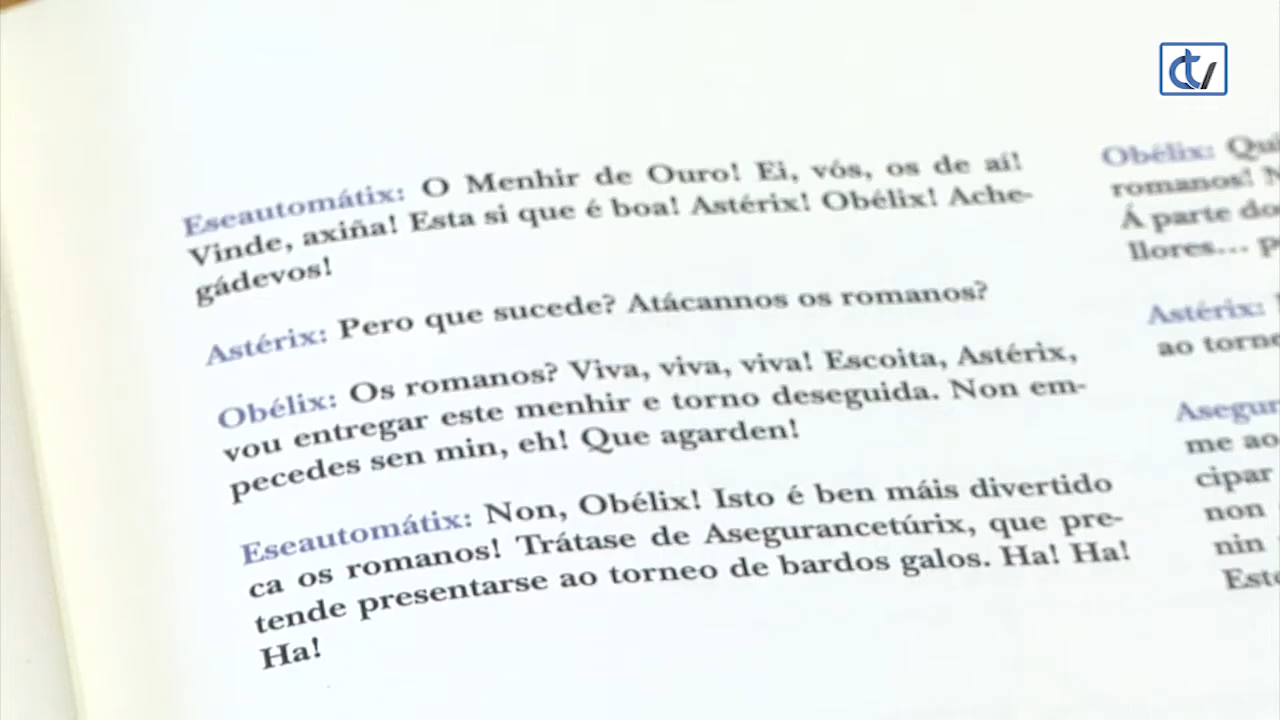 Eseautomátix: O Menhir de Ouro! Ei, vós, os de aí!
Vinde, axiña! Esta si que é boa! Astérix! Obélix! Ache-
gádevos!
Astérix: Pero que sucede? Atácannos os romanos?
Obélix: Os romanos? Viva, viva, viva! Escoita, Astérix,
vou entregar este menhir e torno deseguida. Non em-
pecedes sen min, eh! Que agarden!
Eseautomátix: Non, Obélix! Isto é ben máis divertido
ca os romanos! Trátase de Asegurancetúrix, que pre-
tende presentarse ao torneo de bardos galos. Ha! Ha!
Ha!
Obélix:
romanos!
Á parte
llores...
Astérix:
ao
me ao
cipar
non
nin
CTV